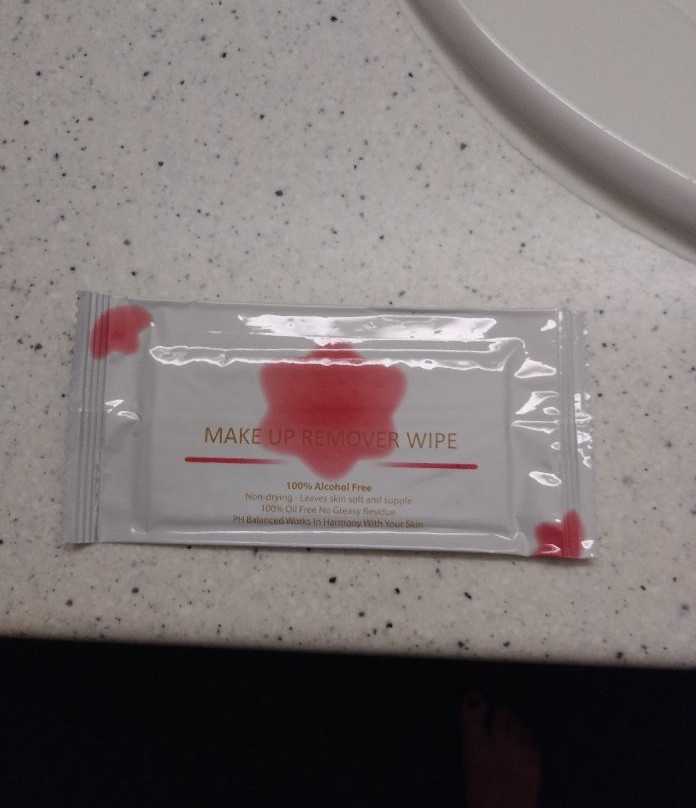 MAKE UP REMOVER WIPE
100% Alcohol Free
Non-drying - Leaves skin soft and supple
100% Oil Free No Greasy Residue
PH Balanced Works In Harmony With Your Skin